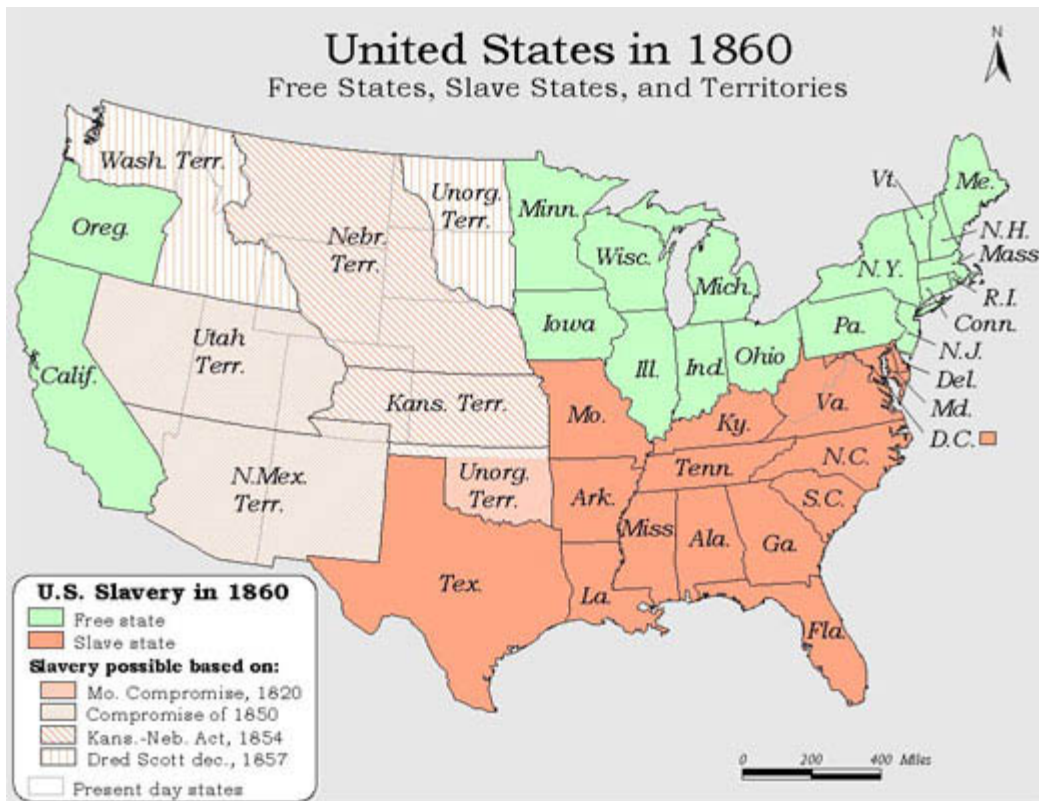 United States in 1860
Free States, Slave States, and Territories
N
Wash. Terr.
Oreg.
Calif.
Nebr.
Terr.
Unorg.
Terr.
Utah
Terr.
N.Mex.
Terr.
Kans. Terr.
Unorg.
Terr.
Minn.
Wisc.
Mich.
Iowa
Ill.
Ind.
Ohio
Pa.
N.Y.
Vt.
Me.
N.H.
Mass
R.I.
Conn.
N.J.
Del.
Md.
D.C.
Mo.
Ky.
Va.
Tenn.
N.C.
S.C.
Ark.
Miss.
Ala.
Ga.
Tex.
La.
Fla.
U.S. Slavery in 1860
Free state
Slave state
Slavery possible based on:
Mo. Compromise, 1820
Compromise of 1850
Kans.-Neb. Act, 1854
Dred Scott dec., 1857
Present day states
0 200 400 Miles